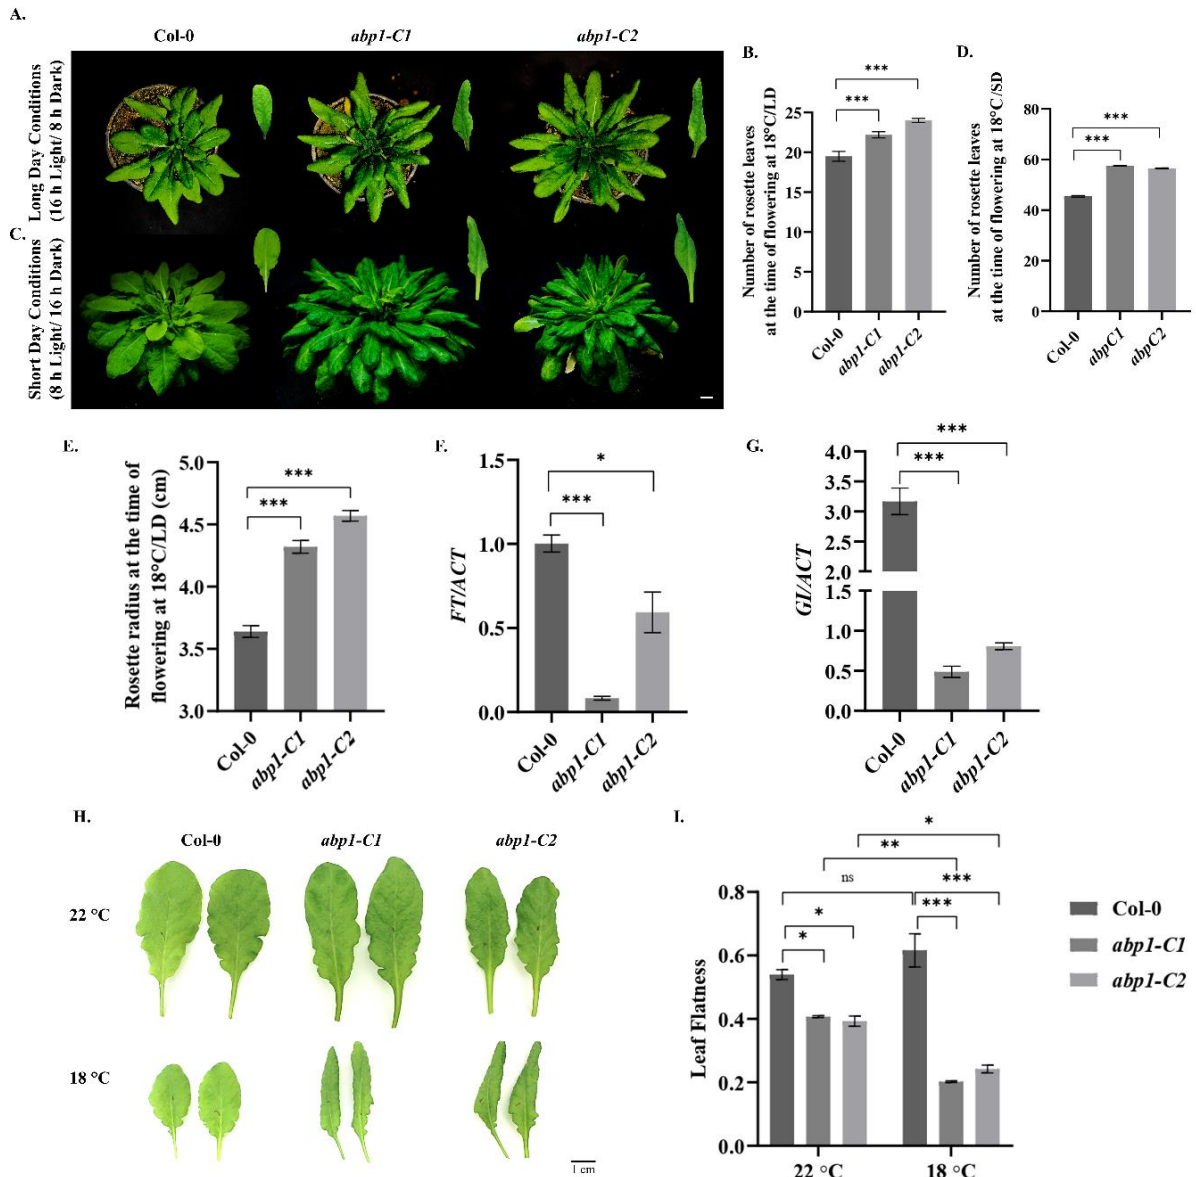 A.
Col-0
abp1-C1
abp1-C2
Long Day Conditions
(16 h Light/ 8 h Dark)
C.
Short Day Conditions
(8 h Light/ 16 h Dark)
B.
Number of rosette leaves
at the time of flowering at 18°C/LD
25
20
15
10
5
0
***
***
Col-0
abp1-C1
abp1-C2
D.
Number of rosette leaves
at the time of flowering at 18°C/SD
80
60
40
20
0
***
***
Col-0
abpC1
abpC2
E.
Rosette radius at the time of
flowering at 18°C/LD (cm)
5.0
4.5
4.0
3.5
3.0
***
***
Col-0
abp1-C1
abp1-C2
F.
FT/ACT
1.5
1.0
0.5
0.0
*
***
Col-0
abp1-C1
abp1-C2
G.
GI/ACT
4.0
3.5
3.0
2.5
2.0
1.5
1.0
0.5
0.0
***
***
Col-0
abp1-C1
abp1-C2
H.
Col-0
abp1-C1
abp1-C2
22 °C
18 °C
1 cm
I.
Leaf Flatness
0.8
0.6
0.4
0.2
0.0
*
**
ns
***
*
***
*
22 °C
18 °C
Col-0
abp1-C1
abp1-C2